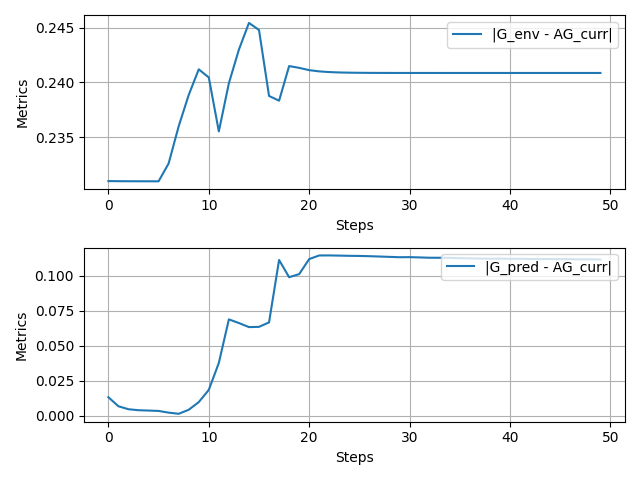 0.245
0.240
0.235
Metrics
|G_env - AG_curr|
0 10 20 30 40 50
Steps
0.100
0.075
0.050
0.025
0.000
Metrics
|G_pred - AG_curr|
0 10 20 30 40 50
Steps